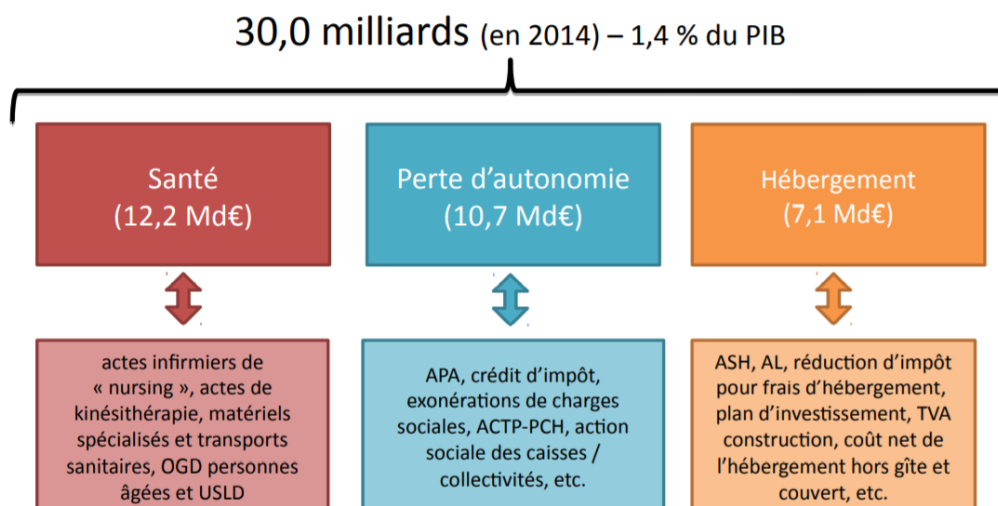 30,0 milliards (en 2014) – 1,4 % du PIB
Santé
(12,2 Md€)
Perte d’autonomie
(10,7 Md€)
Hébergement
(7,1 Md€)
actes infirmiers de
« nursing », actes de
kinésithérapie, matériels
spécialisés et transports
sanitaires, OGD personnes
âgées et USLD
APA, crédit d’impôt,
exonérations de charges
sociales, ACTP-PCH, action
sociale des caisses /
collectivités, etc.
ASH, AL, réduction d’impôt
pour frais d’hébergement,
plan d’investissement, TVA
construction, coût net de
l’hébergement hors gîte et
couvert, etc.